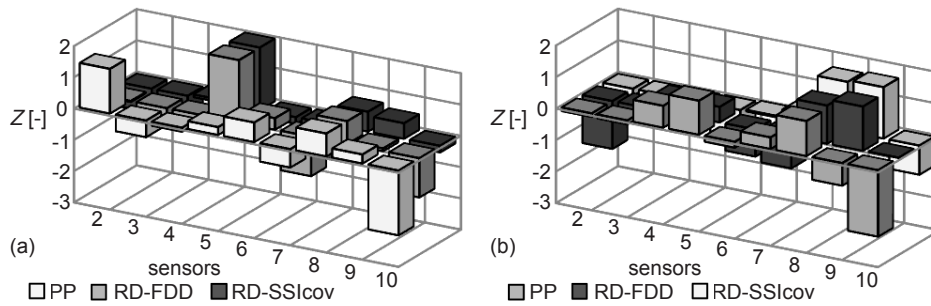 2
1
0
-1
-2
-3
Z [-]
2 3 4 5 6 7 8 9 10
(a)
sensors
PP RD-FDD RD-SSIcov
2
1
0
-1
-2
-3
Z [-]
2 3 4 5 6 7 8 9 10
(b)
sensors
PP RD-FDD RD-SSIcov